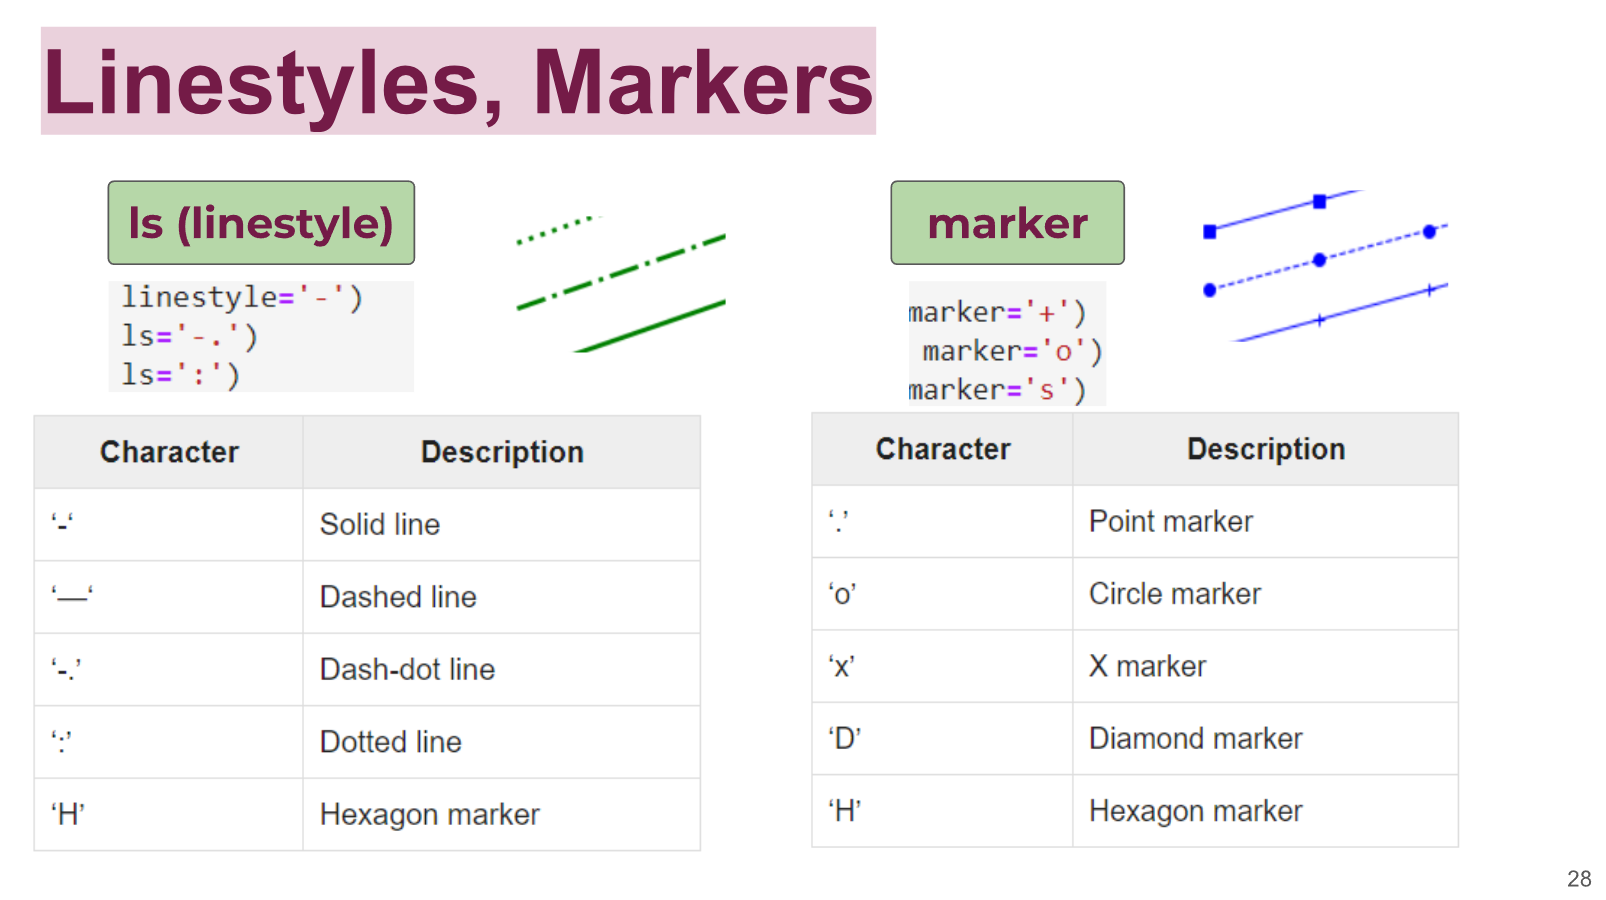 Linestyles, Markers
ls (linestyle)
linestyle='-')
ls='-.')
ls=':')
Character Description
‘-‘ Solid line
‘—‘ Dashed line
‘-.’ Dash-dot line
‘:’ Dotted line
‘H’ Hexagon marker
marker
marker='+')
marker='o')
marker='s')
Character Description
‘.’ Point marker
‘o’ Circle marker
‘x’ X marker
‘D’ Diamond marker
‘H’ Hexagon marker
28